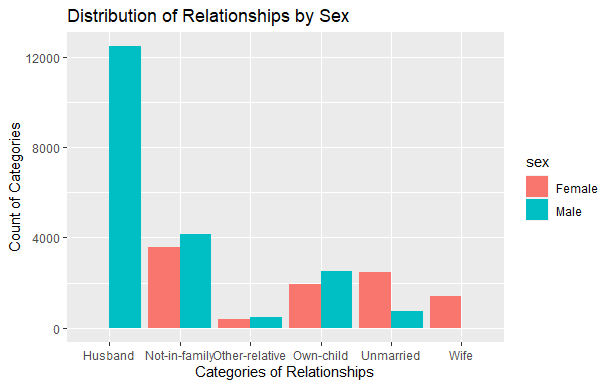 Distribution of Relationships by Sex
Count of Categories
12000
8000
4000
0
Husband Not-in-family Other-relative Own-child Unmarried Wife
Categories of Relationships
sex
Female
Male